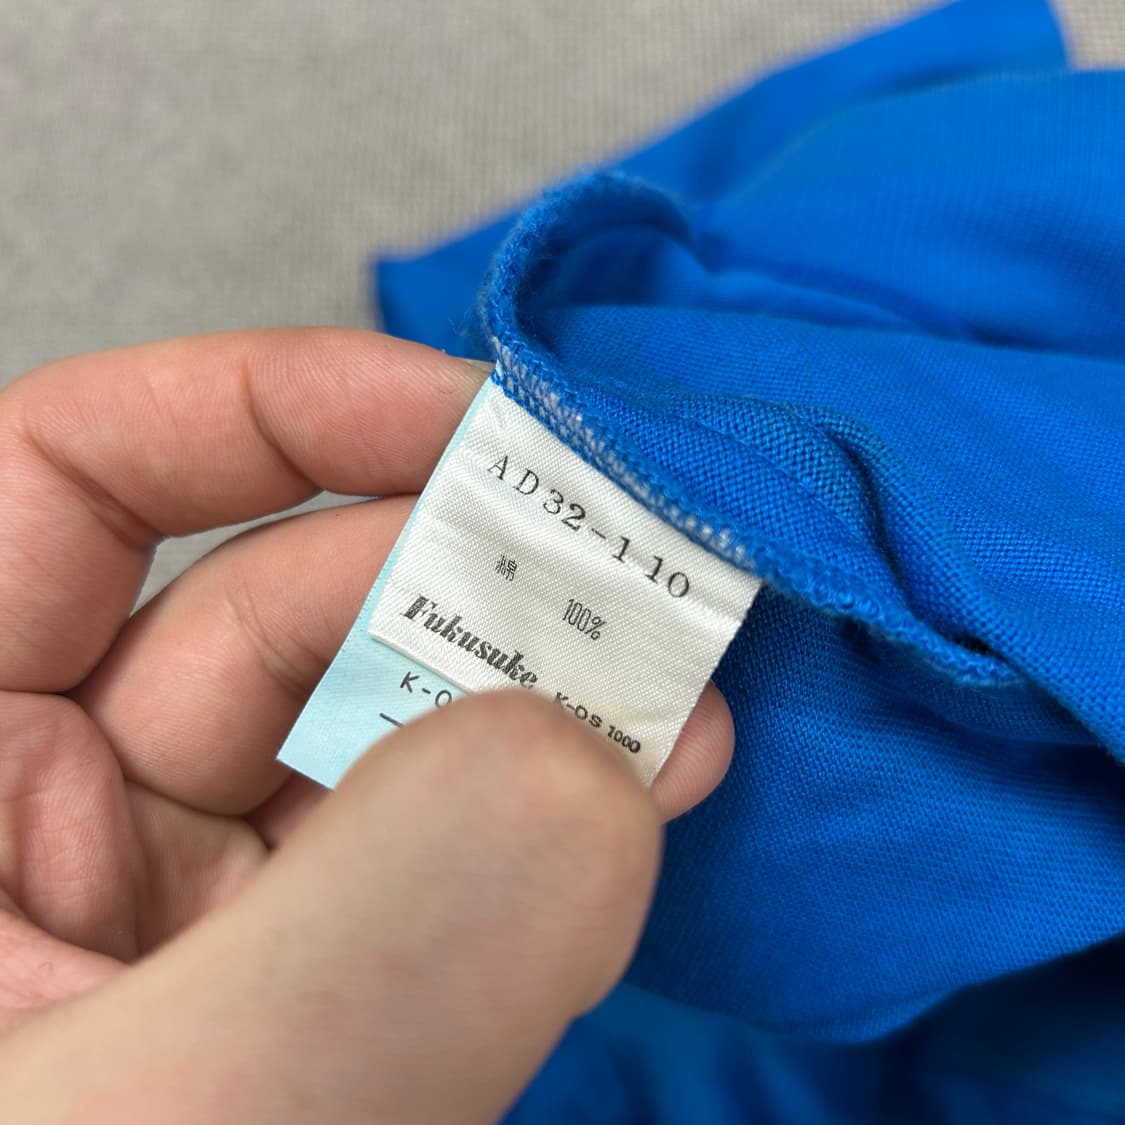 AD32-110
綿 100%
Fukusuke K-OS 1000
K-O